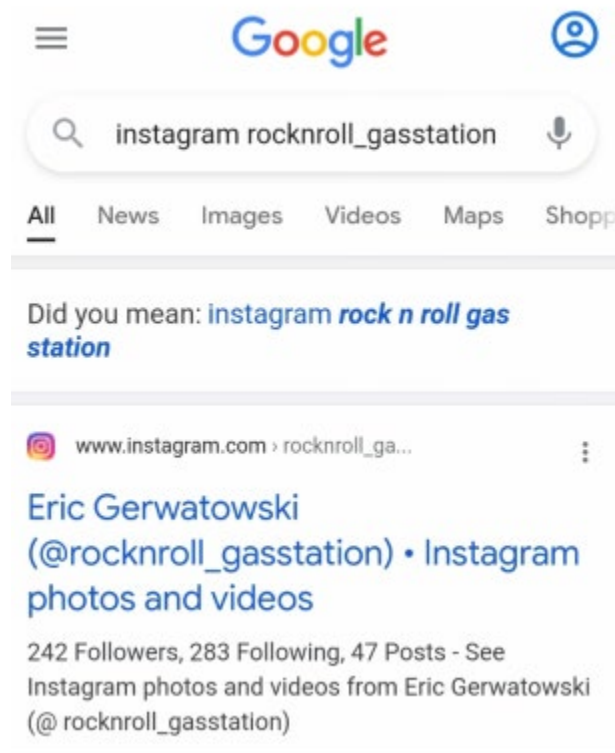 Google
instagram rocknroll_gasstation
All News Images Videos Maps Shopp
Did you mean: instagram rock n roll gas
station
www.instagram.com › rocknroll_ga...
Eric Gerwatowski
(@rocknroll_gasstation) • Instagram
photos and videos
242 Followers, 283 Following, 47 Posts - See
Instagram photos and videos from Eric Gerwatowski
(@ rocknroll_gasstation)